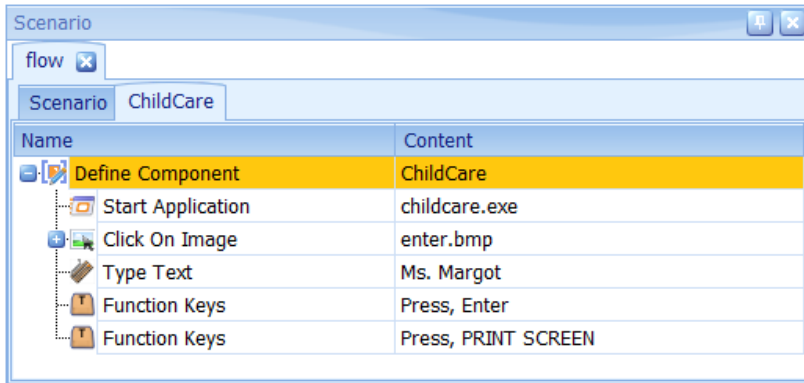 Scenario
flow
Scenario ChildCare
Name Content
Define Component ChildCare
Start Application childcare.exe
Click On Image enter.bmp
Type Text Ms. Margot
Function Keys Press, Enter
Function Keys Press, PRINT SCREEN